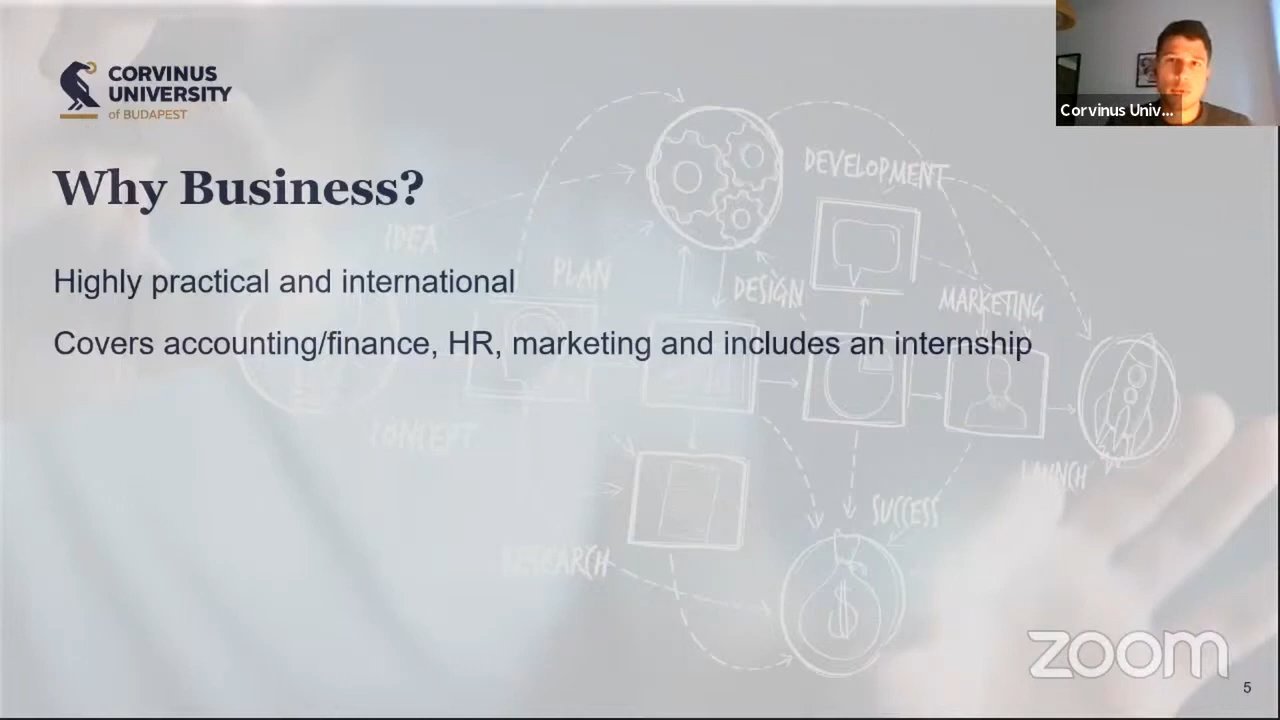 CORVINUS
UNIVERSITY
of BUDAPEST
Corvinus Univ...
Why Business?
DEVELOPMENT
IDEA
Highly practical and international
PLAN
DESIGN
MARKETING
Covers accounting/finance, HR, marketing and includes an internship
CONCEPT
LAUNCH
SUCCESS
RESEARCH
zoom
5